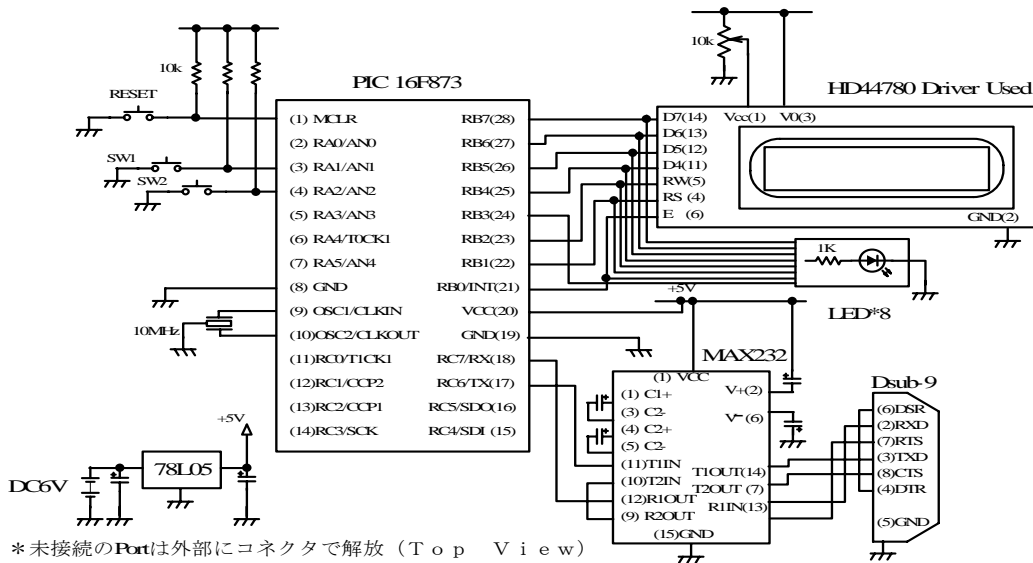 10k
RESET
SW1
SW2
PIC 16F873
(1) MCLR
(2) RA0/AN0
(3) RA1/AN1
(4) RA2/AN2
(5) RA3/AN3
(6) RA4/T0CK1
(7) RA5/AN4
(8) GND
(9) OSC1/CLKIN
(10)OSC2/CLKOUT
(11)RC0/T1CK1
(12)RC1/CCP2
(13)RC2/CCP1
(14)RC3/SCK
RB7(28)
RB6(27)
RB5(26)
RB4(25)
RB3(24)
RB2(23)
RB1(22)
RB0/INT(21)
VCC(20)
GND(19)
RC7/RX(18)
RC6/TX(17)
RC5/SDO(16)
RC4/SDI (15)
10MHz
10k
HD44780 Driver Used
Vcc(1)
V0(3)
D7(14)
D6(13)
D5(12)
D4(11)
RW(5)
RS (4)
E (6)
GND(2)
1K
LED*8
+5V
MAX232
(1) VCC
(1) C1+
(3) C2-
(4) C2+
(5) C2-
(11)T1IN
(10)T2IN
(12)R1OUT
(9) R2OUT
(15)GND
V+(2)
V-(6)
T1OUT(14)
T2OUT (7)
R1IN(13)
Dsub-9
(6)DSR
(2)RXD
(7)RTS
(3)TXD
(8)CTS
(4)DTR
(5)GND
+5V
78L05
DC6V
*未接続のPortは外部にコネクタで解放（Top View）